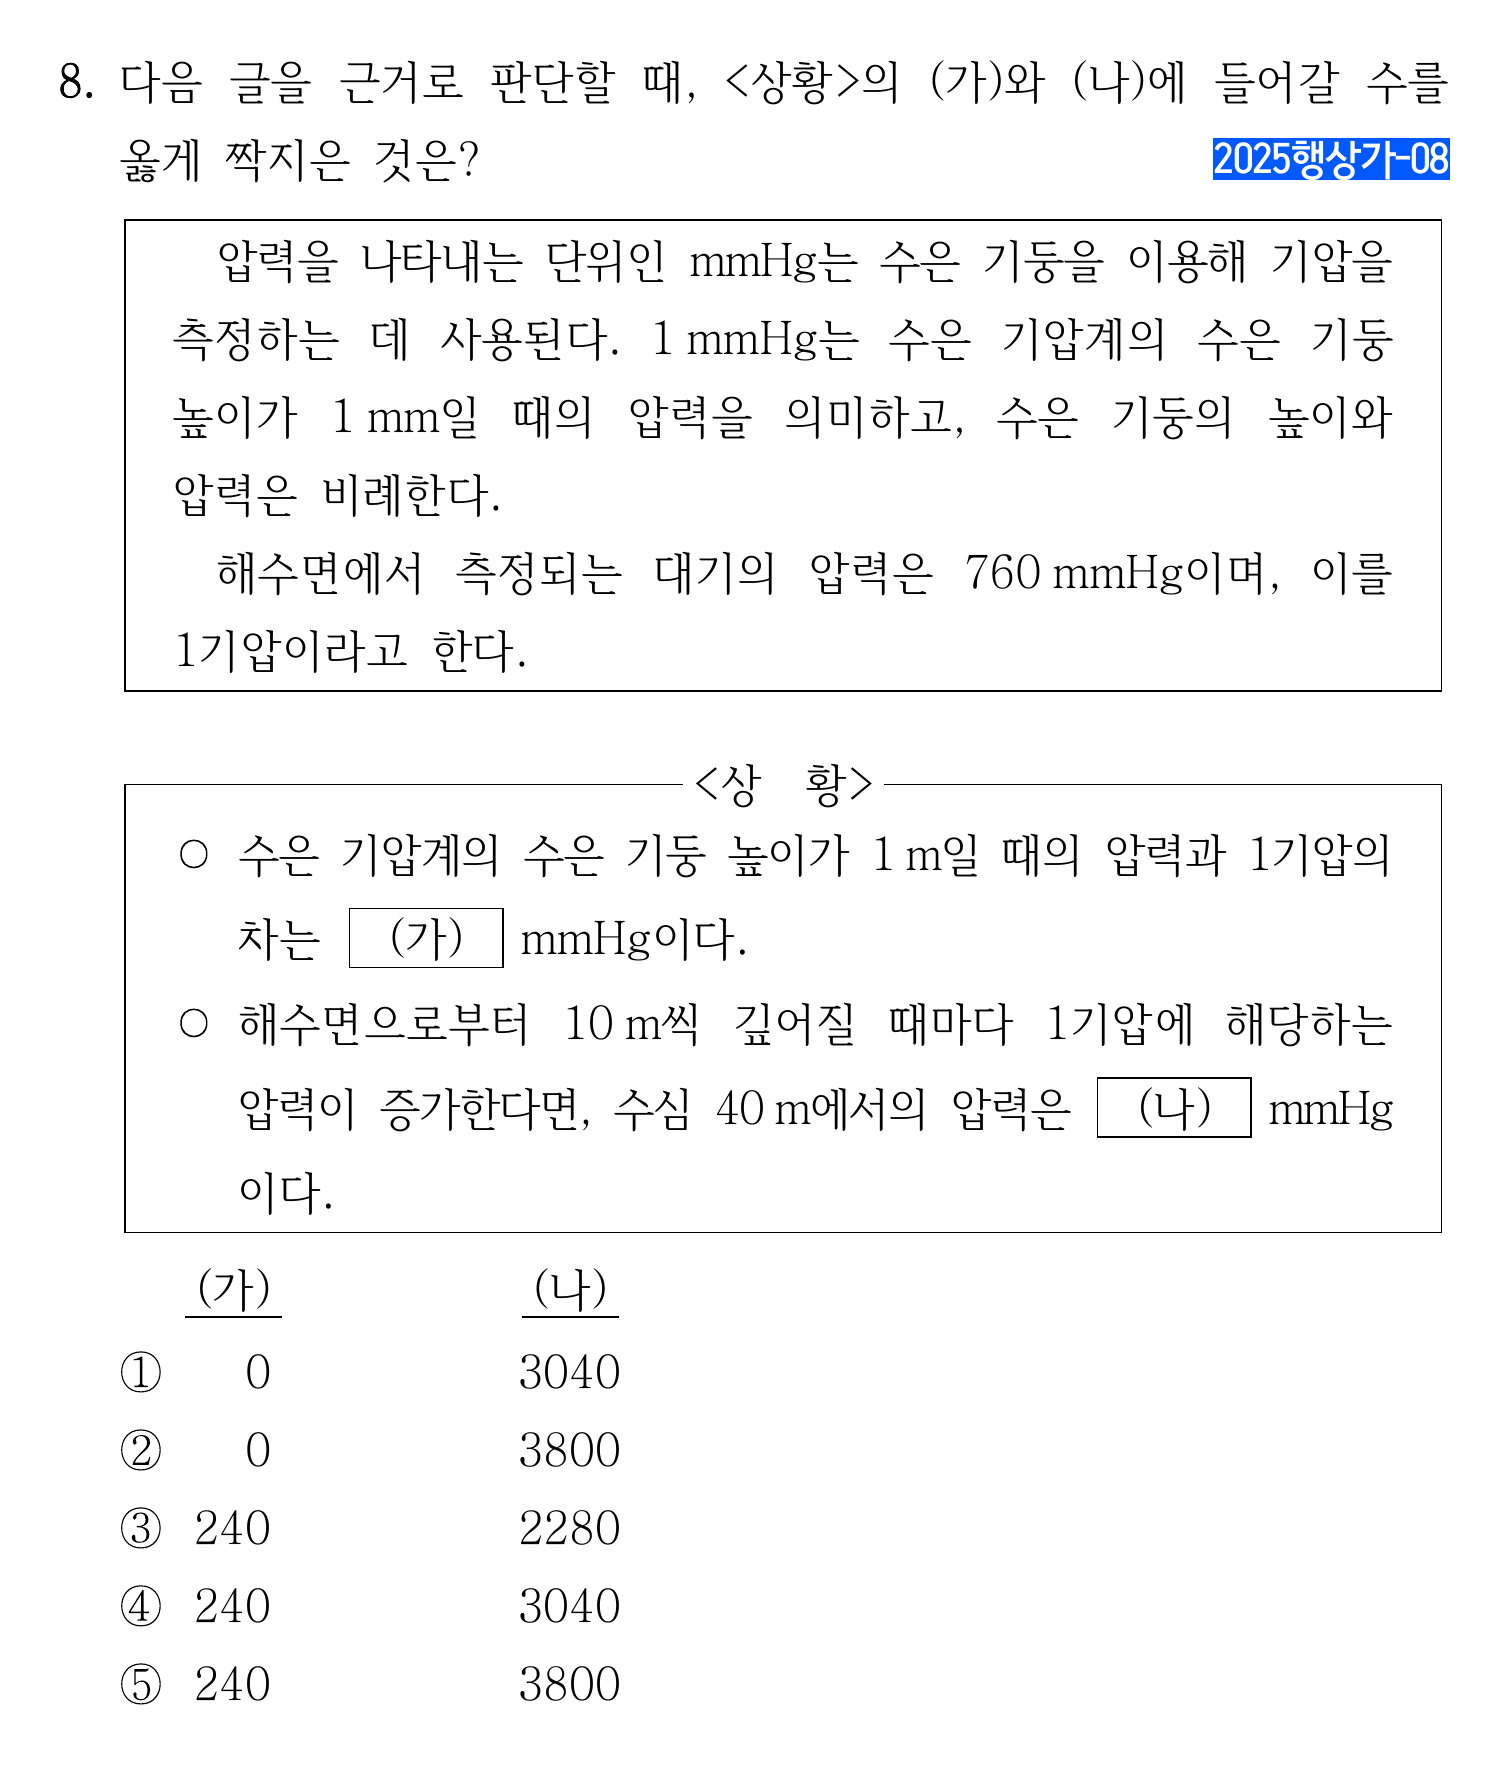 8. 다음 글을 근거로 판단할 때, <상황>의 (가)와 (나)에 들어갈 수를
옳게 짝지은 것은?
2025행상가-08
압력을 나타내는 단위인 mmHg는 수은 기둥을 이용해 기압을
측정하는 데 사용된다. 1 mmHg는 수은 기압계의 수은 기둥
높이가 1 mm일 때의 압력을 의미하고, 수은 기둥의 높이와
압력은 비례한다.
해수면에서 측정되는 대기의 압력은 760 mmHg이며, 이를
1기압이라고 한다.
<상 황>
○ 수은 기압계의 수은 기둥 높이가 1 m일 때의 압력과 1기압의
차는 (가) mmHg이다.
○ 해수면으로부터 10 m씩 깊어질 때마다 1기압에 해당하는
압력이 증가한다면, 수심 40 m에서의 압력은 (나) mmHg
이다.
(가) (나)
① 0 3040
② 0 3800
③ 240 2280
④ 240 3040
⑤ 240 3800